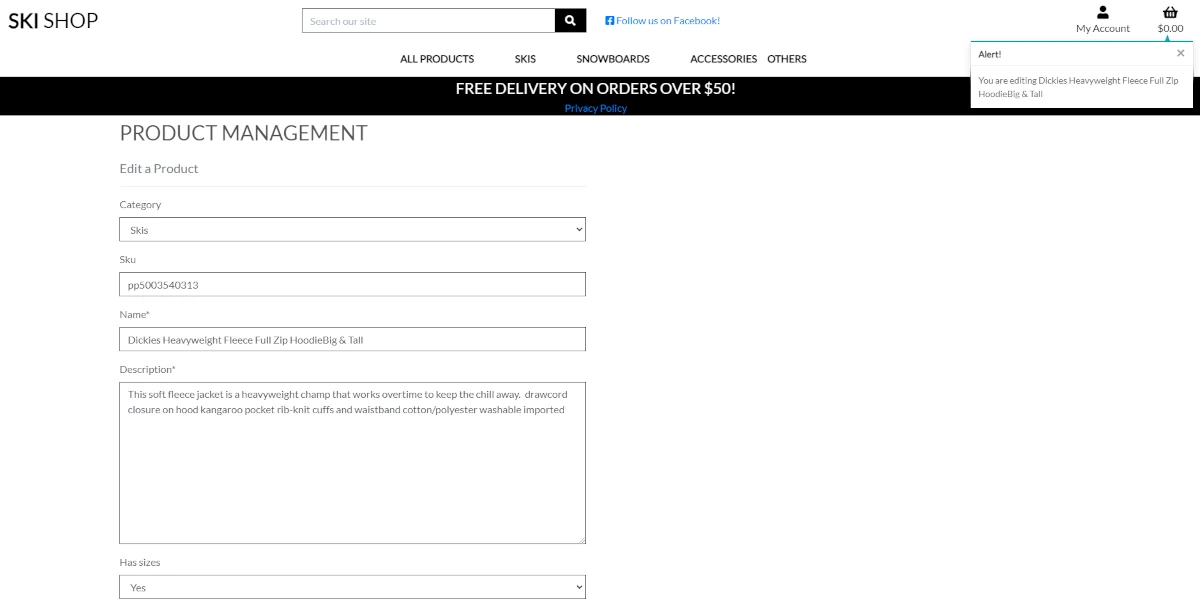 SKI SHOP
Search our site
Follow us on Facebook!
My Account
$0.00
ALL PRODUCTS SKIS SNOWBOARDS ACCESSORIES OTHERS
Alert!
×
You are editing Dickies Heavyweight Fleece Full Zip
HoodieBig & Tall
FREE DELIVERY ON ORDERS OVER $50!
Privacy Policy
PRODUCT MANAGEMENT
Edit a Product
Category
Skis
Sku
pp5003540313
Name*
Dickies Heavyweight Fleece Full Zip HoodieBig & Tall
Description*
This soft fleece jacket is a heavyweight champ that works overtime to keep the chill away.  drawcord
closure on hood kangaroo pocket rib-knit cuffs and waistband cotton/polyester washable imported
Has sizes
Yes